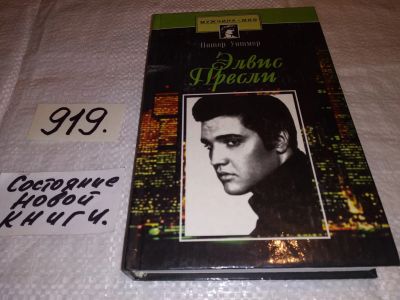 МУЖЧИНА-МИФ
Питер Уитмер
Элвис
Пресли
919.
Состояние
новой
книги.